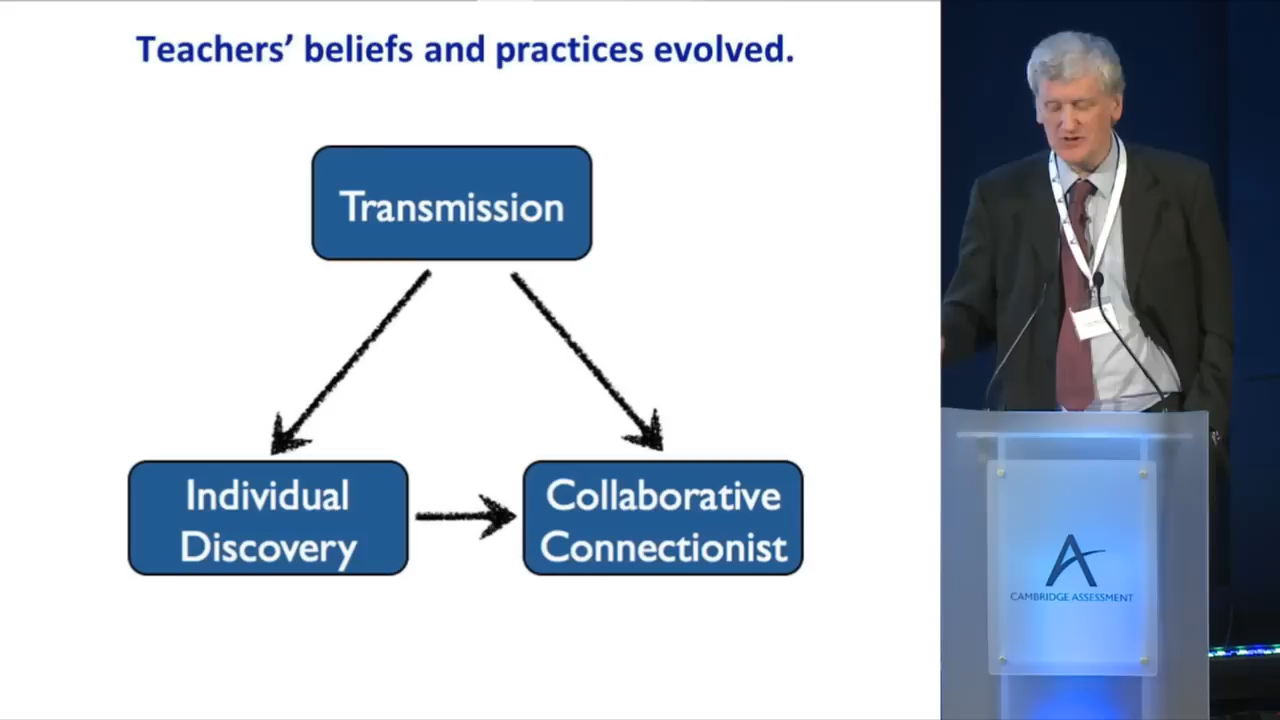 Teachers’ beliefs and practices evolved.
Transmission
Individual
Discovery
Collaborative
Connectionist
CAMBRIDGE ASSESSMENT